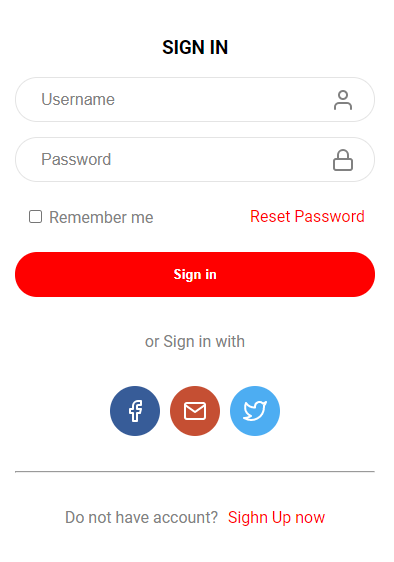 SIGN IN
Username
Password
Remember me Reset Password
Sign in
or Sign in with
Do not have account? Sighn Up now